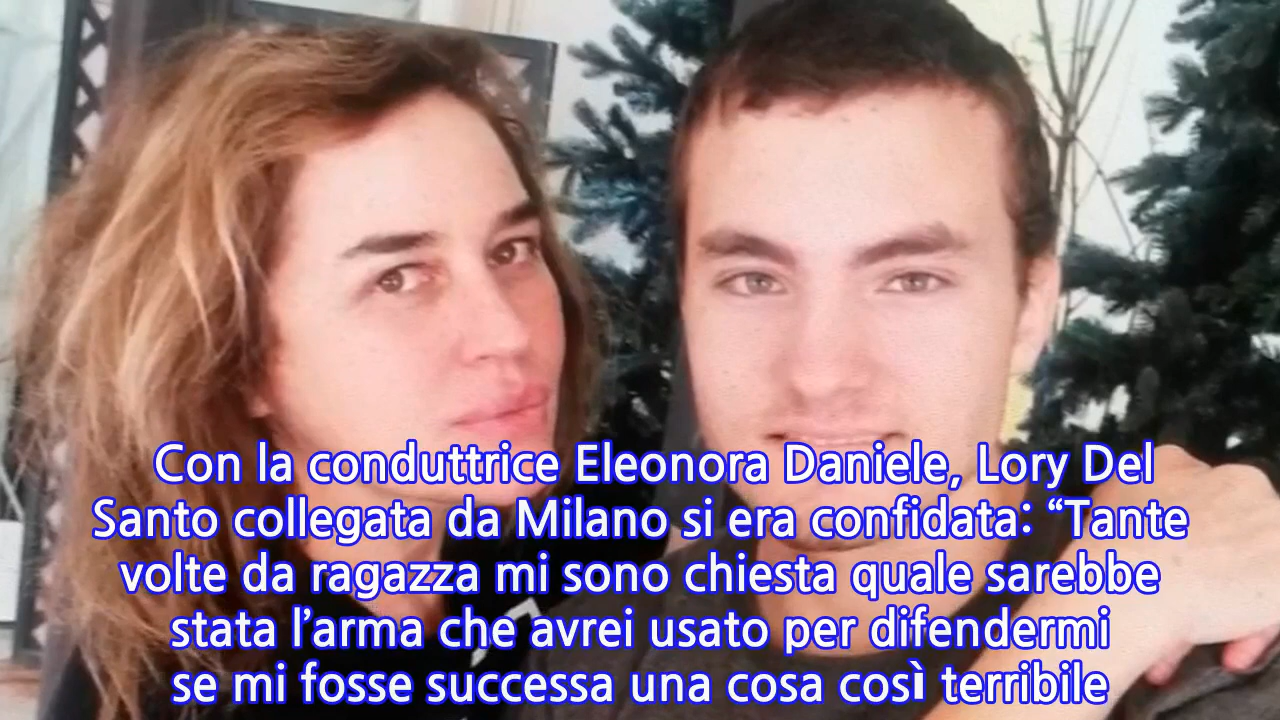 Con la conduttrice Eleonora Daniele, Lory Del
Santo collegata da Milano si era confidata: “Tante
volte da ragazza mi sono chiesta quale sarebbe
stata l’arma che avrei usato per difendermi
se mi fosse successa una cosa così terribile